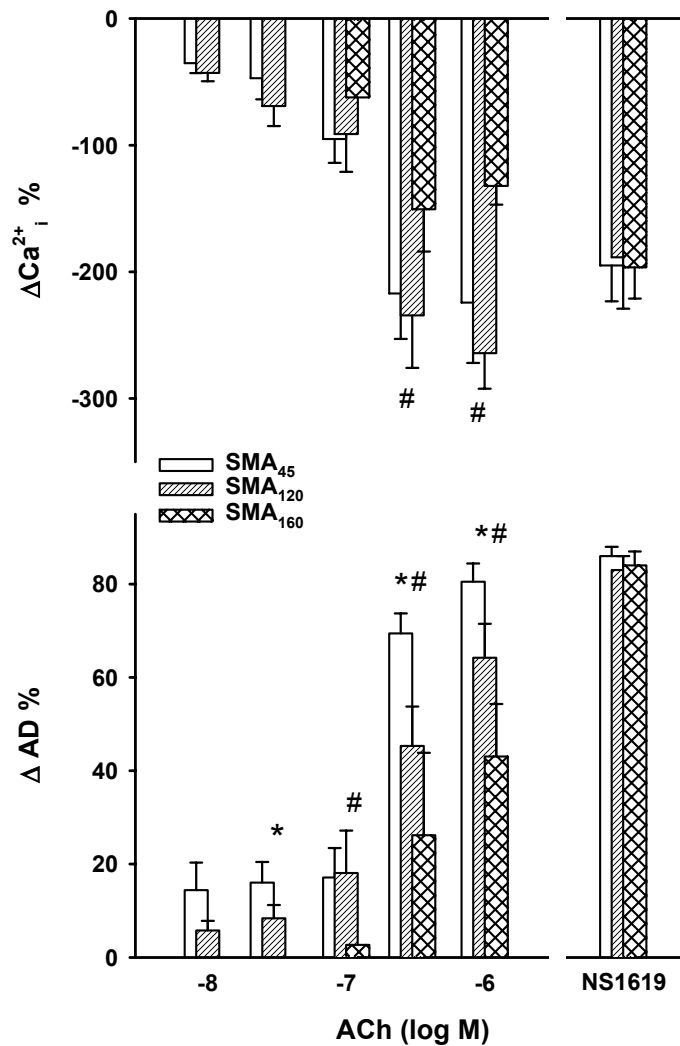 0
-100
-200
-300
ΔCa²⁺ᵢ %
#
#
SMA₄₅
SMA₁₂₀
SMA₁₆₀
80
60
40
20
0
Δ AD %
*
#
*#
*#
-8
-7
-6
NS1619
ACh (log M)